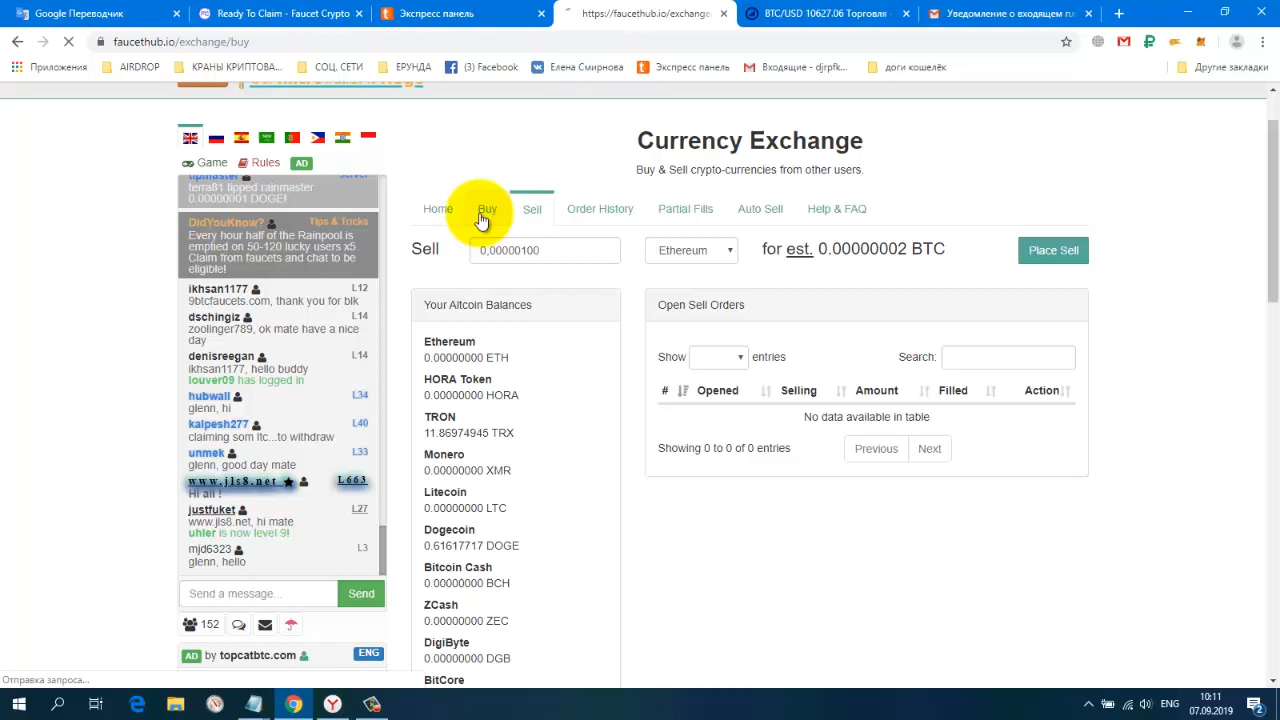 Google Переводчик
Ready To Claim - Faucet Crypto
Экспресс панель
https://faucethub.io/exchange
BTC/USD 10627.06 Торговля
Уведомление о входящем пл
faucethub.io/exchange/buy
Приложения
AIRDROP
КРАНЫ КРИПТОВА...
СОЦ. СЕТИ
ЕРУНДА
(3) Facebook
Елена Смирнова
Экспресс панель
Входящие - djrpfk...
доги кошелёк
Другие закладки
Game
Rules
AD
Server
terra81 tipped rainmaster
0.00000001 DOGE!
DidYouKnow?
Tips & Tricks
Every hour half of the Rainpool is
emptied on 50-120 lucky users x5.
Claim from faucets and chat to be
eligible!
ikhsan1177
L12
9btcfaucets.com, thank you for blk
dschingiz
L14
zoolinger789, ok mate have a nice
day
denisreegan
L14
ikhsan1177, hello buddy
louver09 has logged in
hubwall
L34
glenn, hi
kalpesh277
L40
claiming som ltc...to withdraw
unmek
L33
glenn, good day mate
www.jls8.net
L663
Hi all !
justfuket
L27
www.jls8.net, hi mate
uhler is now level 9!
mjd6323
L3
glenn, hello
Send a message...
Send
152
AD by topcatbtc.com
ENG
Currency Exchange
Buy & Sell crypto-currencies from other users.
Home
Buy
Sell
Order History
Partial Fills
Auto Sell
Help & FAQ
Sell
0,00000100
Ethereum
for est. 0.00000002 BTC
Place Sell
Your Altcoin Balances
Ethereum
0.00000000 ETH
HORA Token
0.00000000 HORA
TRON
11.86974945 TRX
Monero
0.00000000 XMR
Litecoin
0.00000000 LTC
Dogecoin
0.61617717 DOGE
Bitcoin Cash
0.00000000 BCH
ZCash
0.00000000 ZEC
DigiByte
0.00000000 DGB
BitCore
Open Sell Orders
Show
entries
Search:
# Opened Selling Amount Filled Action
No data available in table
Showing 0 to 0 of 0 entries
Previous
Next
Отправка запроса...
ENG
10:11
07.09.2019
2